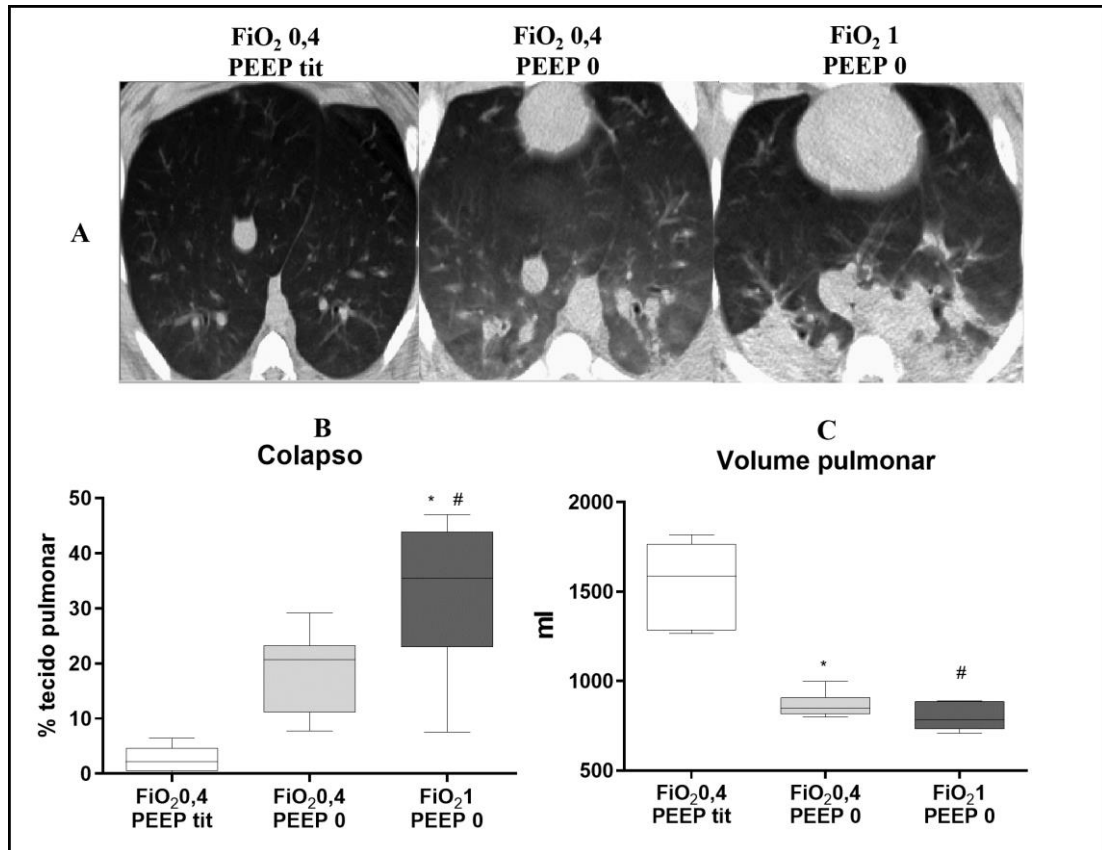 FiO₂ 0,4
PEEP tit
FiO₂ 0,4
PEEP 0
FiO₂ 1
PEEP 0
A
B
Colapso
% tecido pulmonar
50
40
30
20
10
0
* #
FiO₂0,4
PEEP tit
FiO₂0,4
PEEP 0
FiO₂1
PEEP 0
C
Volume pulmonar
ml
2000
1500
1000
500
*
#
FiO₂0,4
PEEP tit
FiO₂0,4
PEEP 0
FiO₂1
PEEP 0